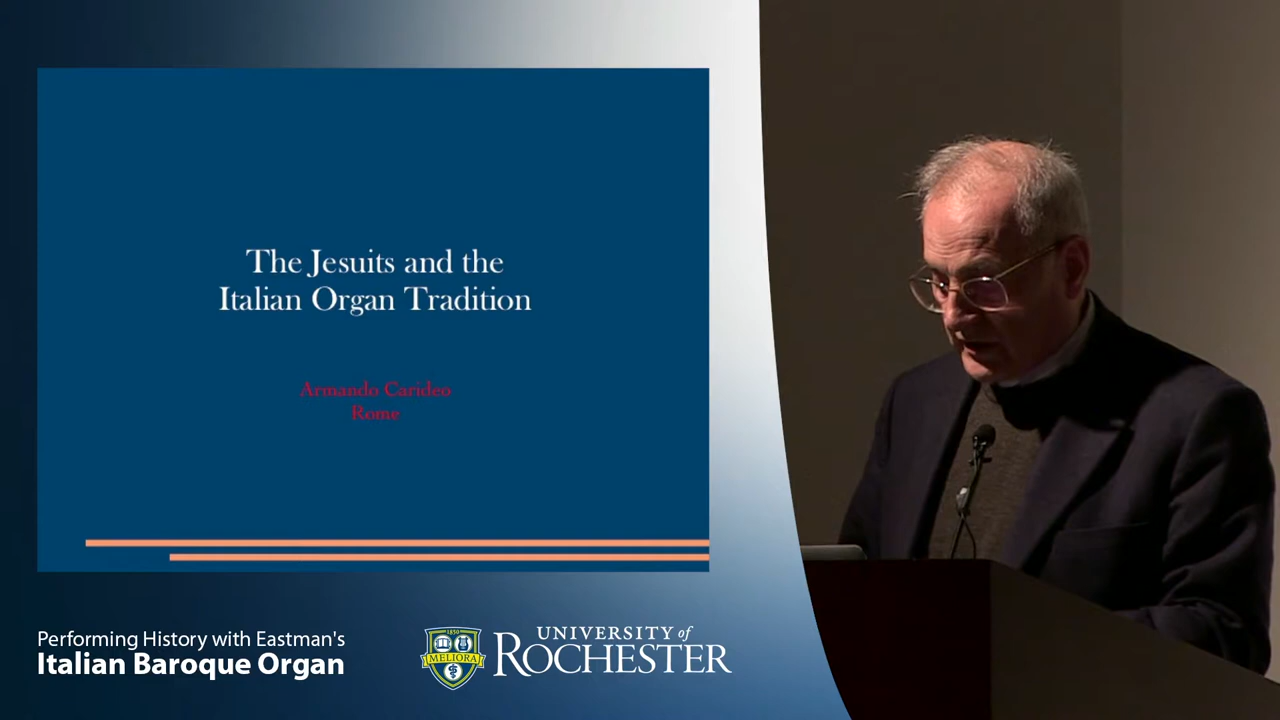 The Jesuits and the
Italian Organ Tradition
Armando Carideo
Rome
Performing History with Eastman's
Italian Baroque Organ
1850
MELIORA
UNIVERSITY of
ROCHESTER